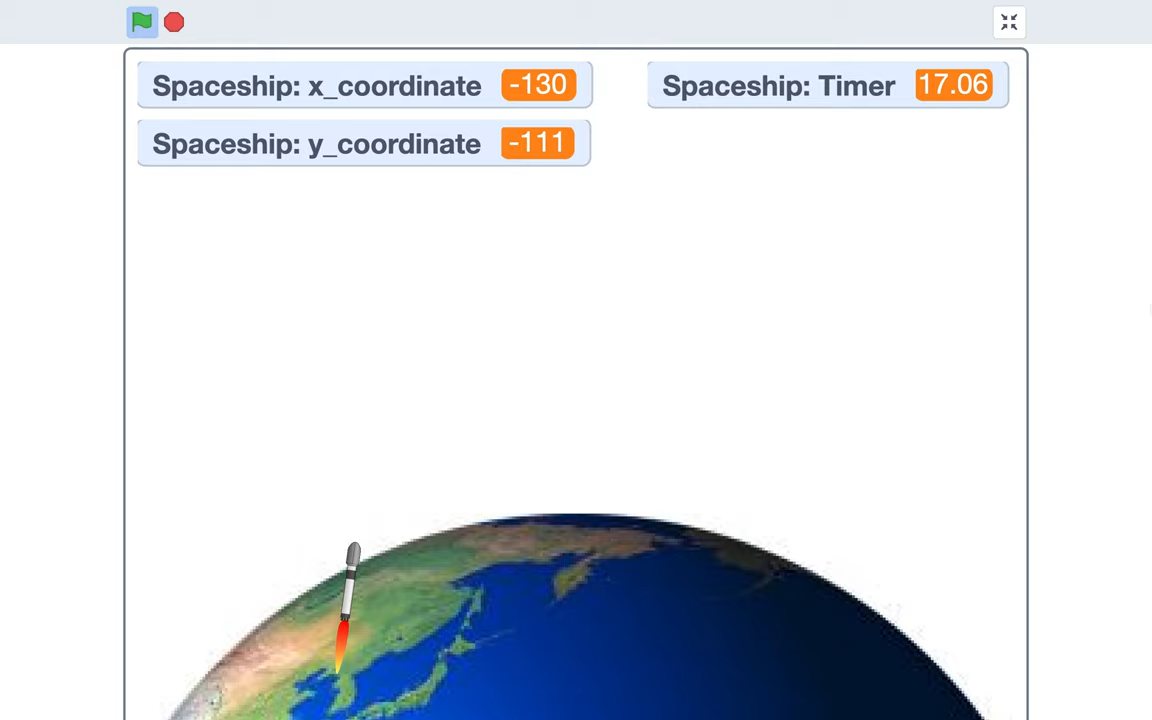 Spaceship: x_coordinate -130
Spaceship: Timer 17.06
Spaceship: y_coordinate -111